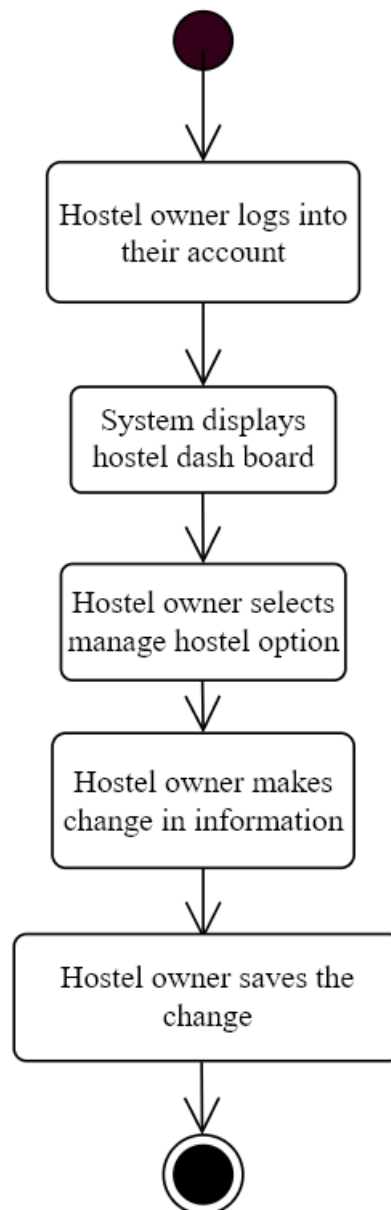 Hostel owner logs into
their account
System displays
hostel dash board
Hostel owner selects
manage hostel option
Hostel owner makes
change in information
Hostel owner saves the
change